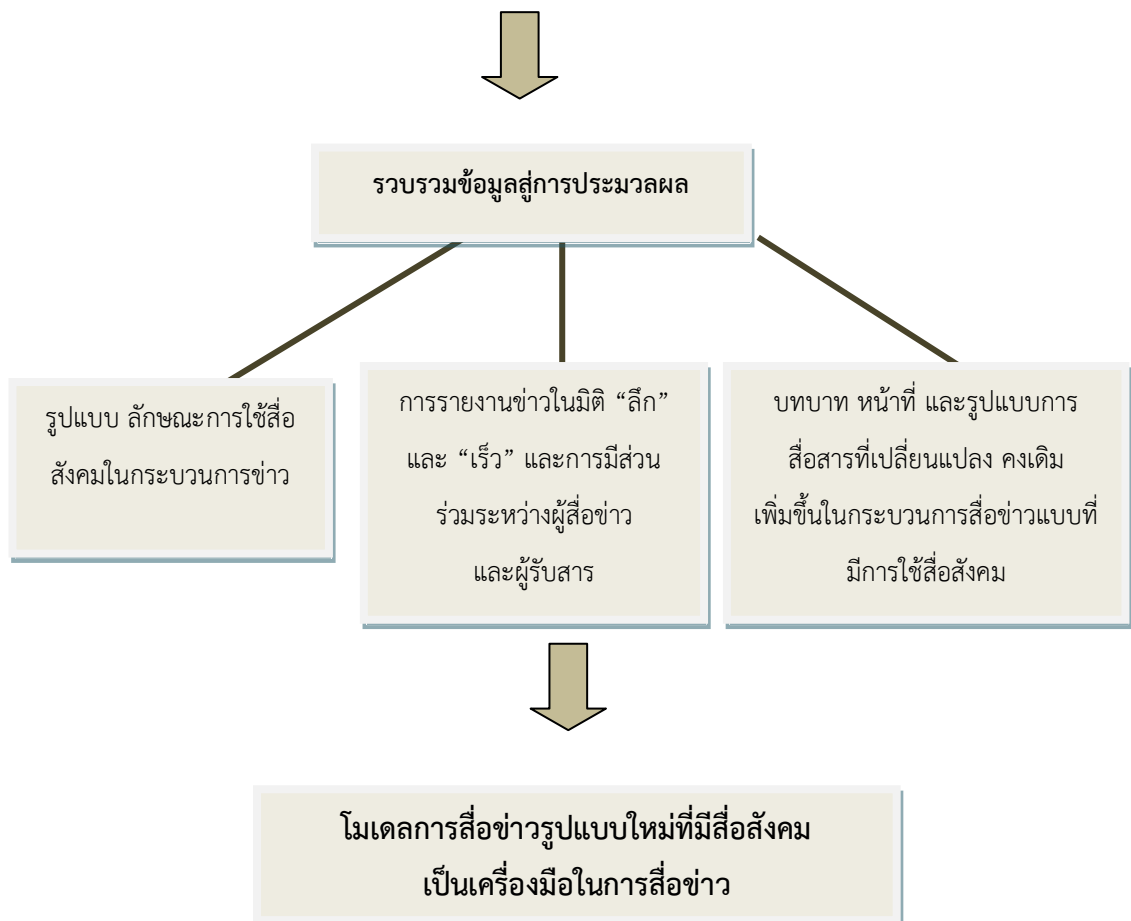 รวบรวมข้อมูลสู่การประมวลผล
รูปแบบ ลักษณะการใช้สื่อ
สังคมในกระบวนการข่าว
การรายงานข่าวในมิติ “ลึก”
และ “เร็ว” และการมีส่วน
ร่วมระหว่างผู้สื่อข่าว
และผู้รับสาร
บทบาท หน้าที่ และรูปแบบการ
สื่อสารที่เปลี่ยนแปลง คงเดิม
เพิ่มขึ้นในกระบวนการสื่อข่าวแบบที่
มีการใช้สื่อสังคม
โมเดลการสื่อข่าวรูปแบบใหม่ที่มีสื่อสังคม
เป็นเครื่องมือในการสื่อข่าว